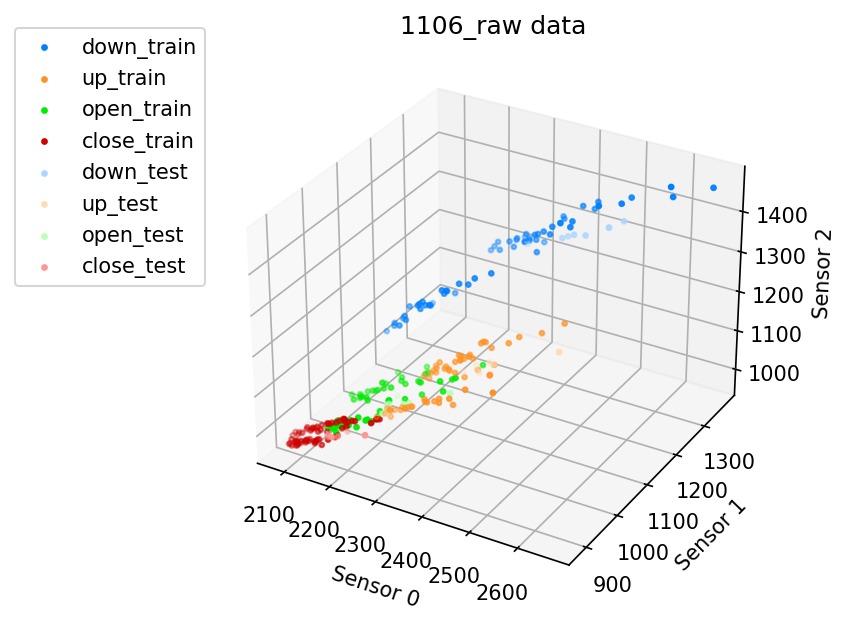 1106_raw data
down_train
up_train
open_train
close_train
down_test
up_test
open_test
close_test
1400
1300
1200
1100
1000
Sensor 2
1300
1200
1100
1000
900
Sensor 1
2100
2200
2300
2400
2500
2600
Sensor 0